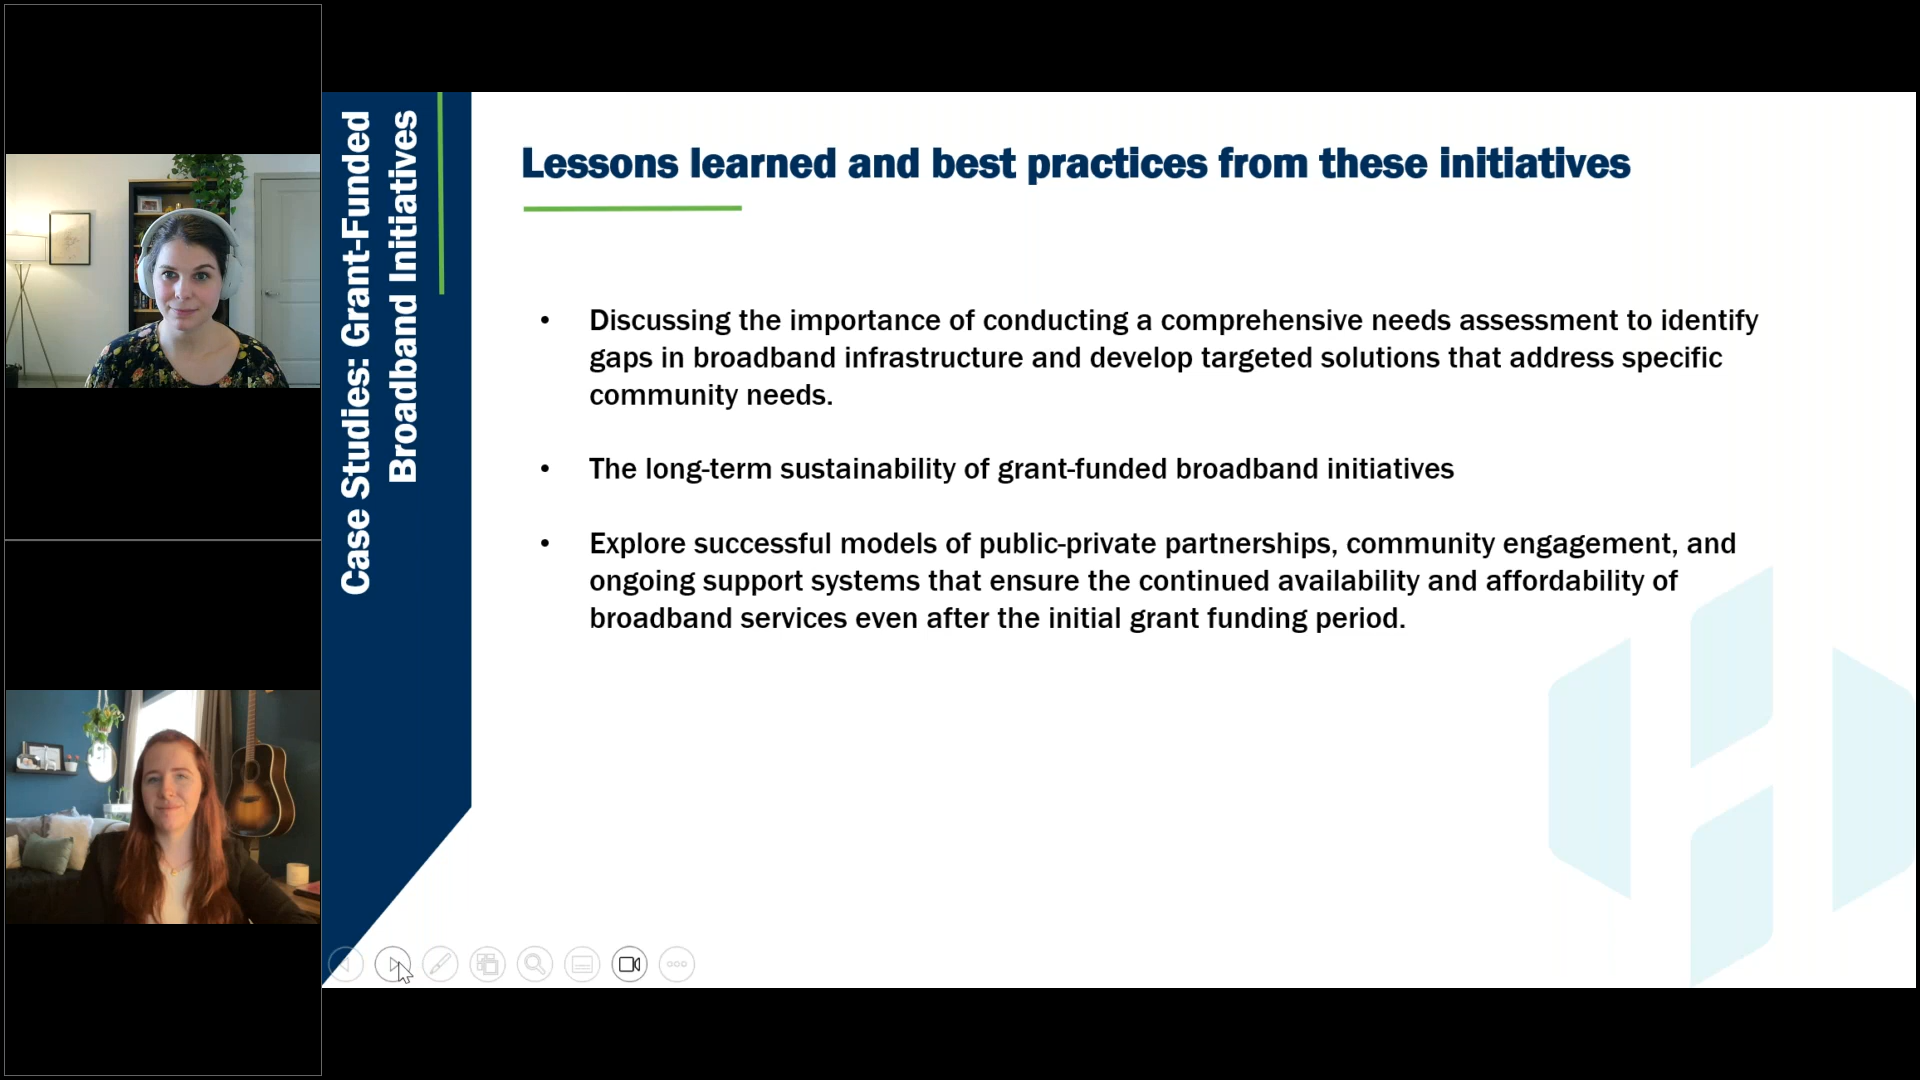 Case Studies: Grant-Funded
Broadband Initiatives
Lessons learned and best practices from these initiatives
• Discussing the importance of conducting a comprehensive needs assessment to identify
gaps in broadband infrastructure and develop targeted solutions that address specific
community needs.
• The long-term sustainability of grant-funded broadband initiatives
• Explore successful models of public-private partnerships, community engagement, and
ongoing support systems that ensure the continued availability and affordability of
broadband services even after the initial grant funding period.